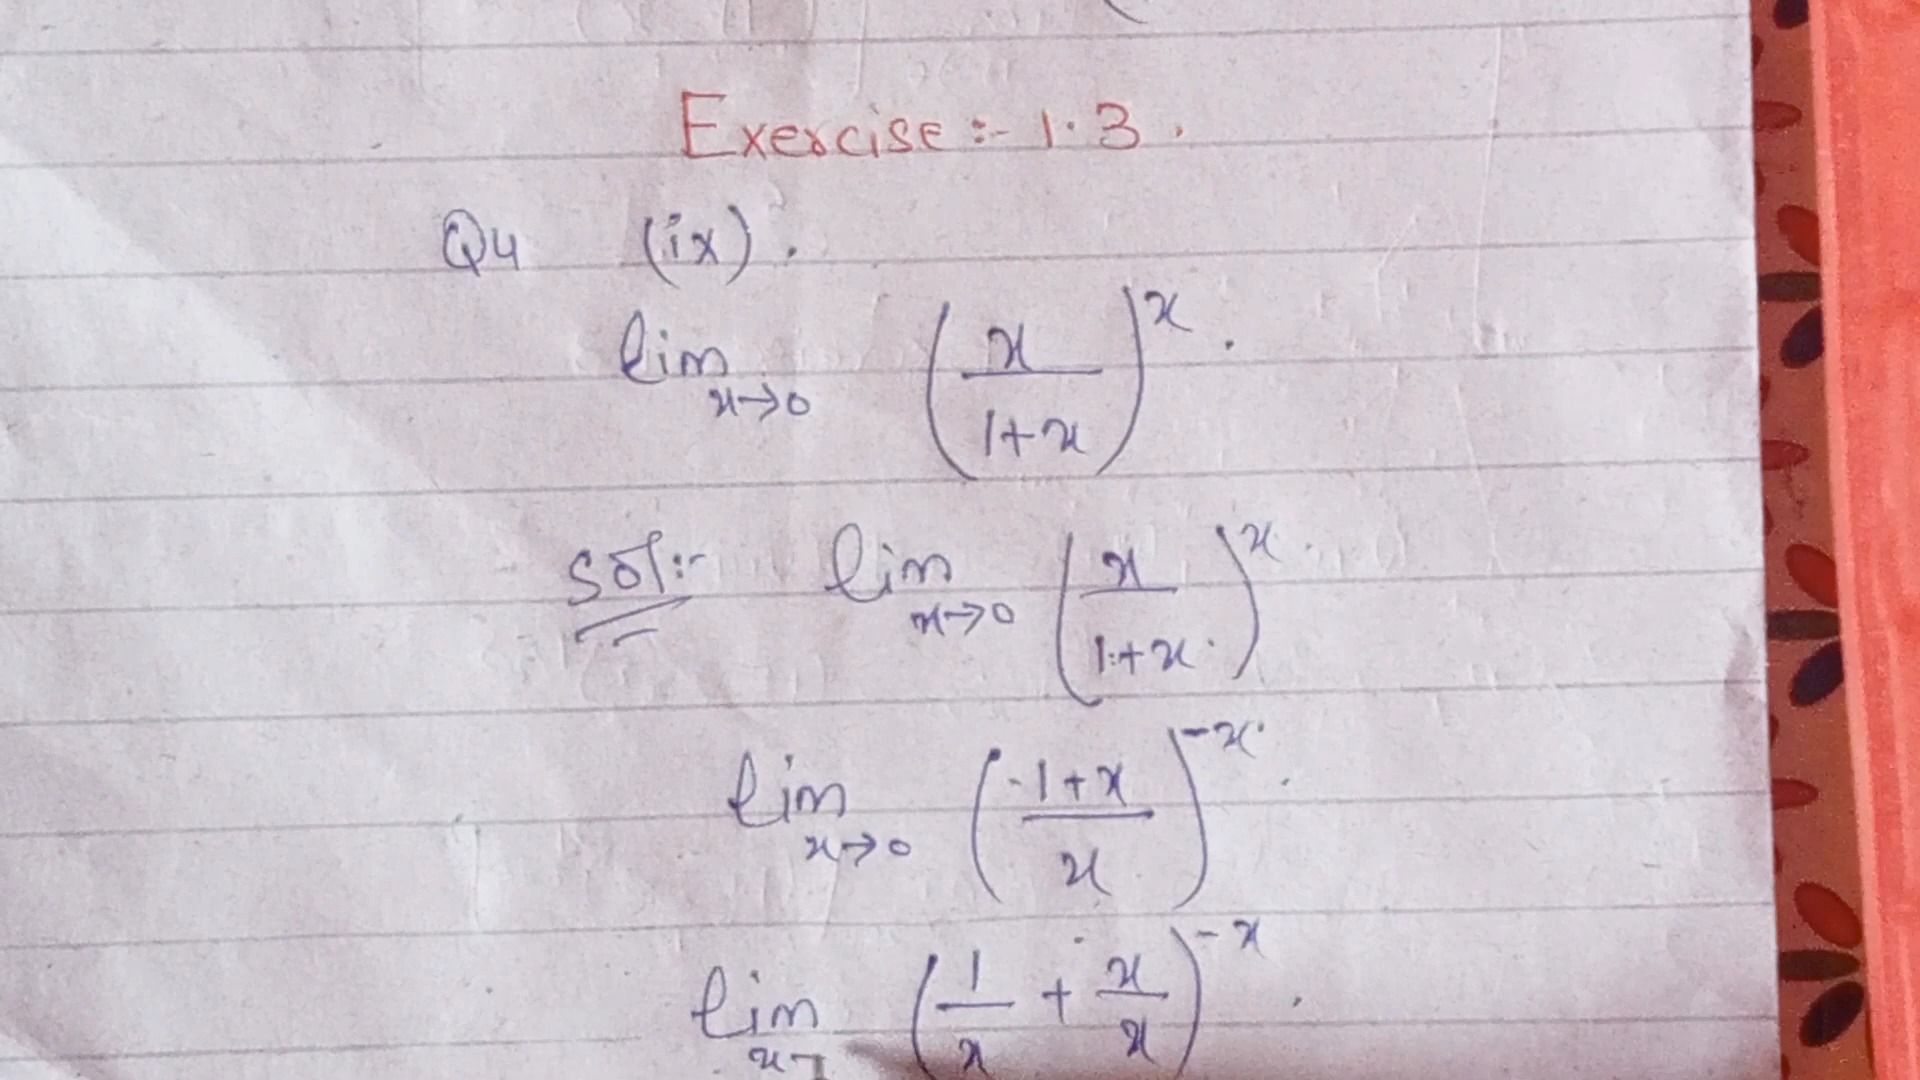 Exercise :- 1.3.
Q4 (ix).
lim x→0 (x/1+x)^x.
Sol:- lim x→0 (x/1+x)^x.
lim x→0 (1+x/x)^-x.
lim x→ (1/x + x/x)^-x.